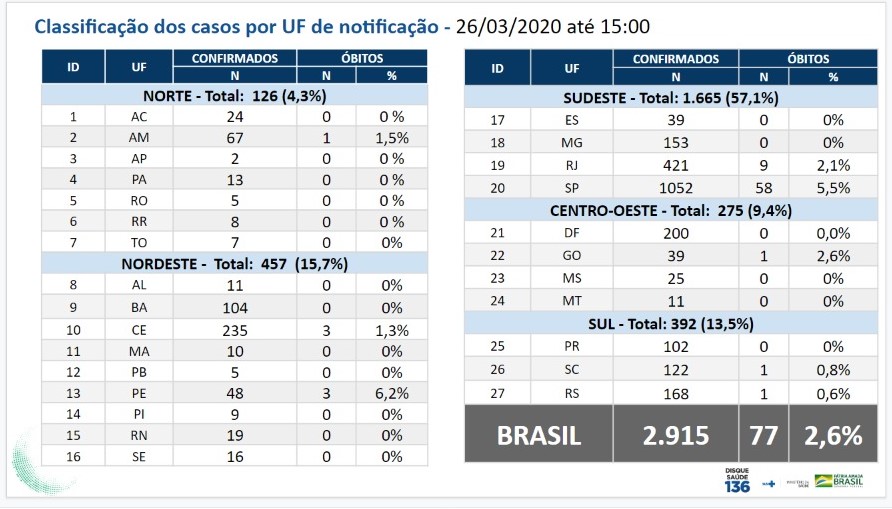 Classificação dos casos por UF de notificação - 26/03/2020 até 15:00
ID UF CONFIRMADOS ÓBITOS
N N %
NORTE - Total: 126 (4,3%)
1 AC 24 0 0 %
2 AM 67 1 1,5%
3 AP 2 0 0 %
4 PA 13 0 0 %
5 RO 5 0 0 %
6 RR 8 0 0 %
7 TO 7 0 0%
NORDESTE - Total: 457 (15,7%)
8 AL 11 0 0%
9 BA 104 0 0%
10 CE 235 3 1,3%
11 MA 10 0 0%
12 PB 5 0 0%
13 PE 48 3 6,2%
14 PI 9 0 0%
15 RN 19 0 0%
16 SE 16 0 0%
ID UF CONFIRMADOS ÓBITOS
N N %
SUDESTE - Total: 1.665 (57,1%)
17 ES 39 0 0%
18 MG 153 0 0%
19 RJ 421 9 2,1%
20 SP 1052 58 5,5%
CENTRO-OESTE - Total: 275 (9,4%)
21 DF 200 0 0,0%
22 GO 39 1 2,6%
23 MS 25 0 0%
24 MT 11 0 0%
SUL - Total: 392 (13,5%)
25 PR 102 0 0%
26 SC 122 1 0,8%
27 RS 168 1 0,6%
BRASIL 2.915 77 2,6%
DISQUE
SAÚDE
136
PÁTRIA AMADA
BRASIL